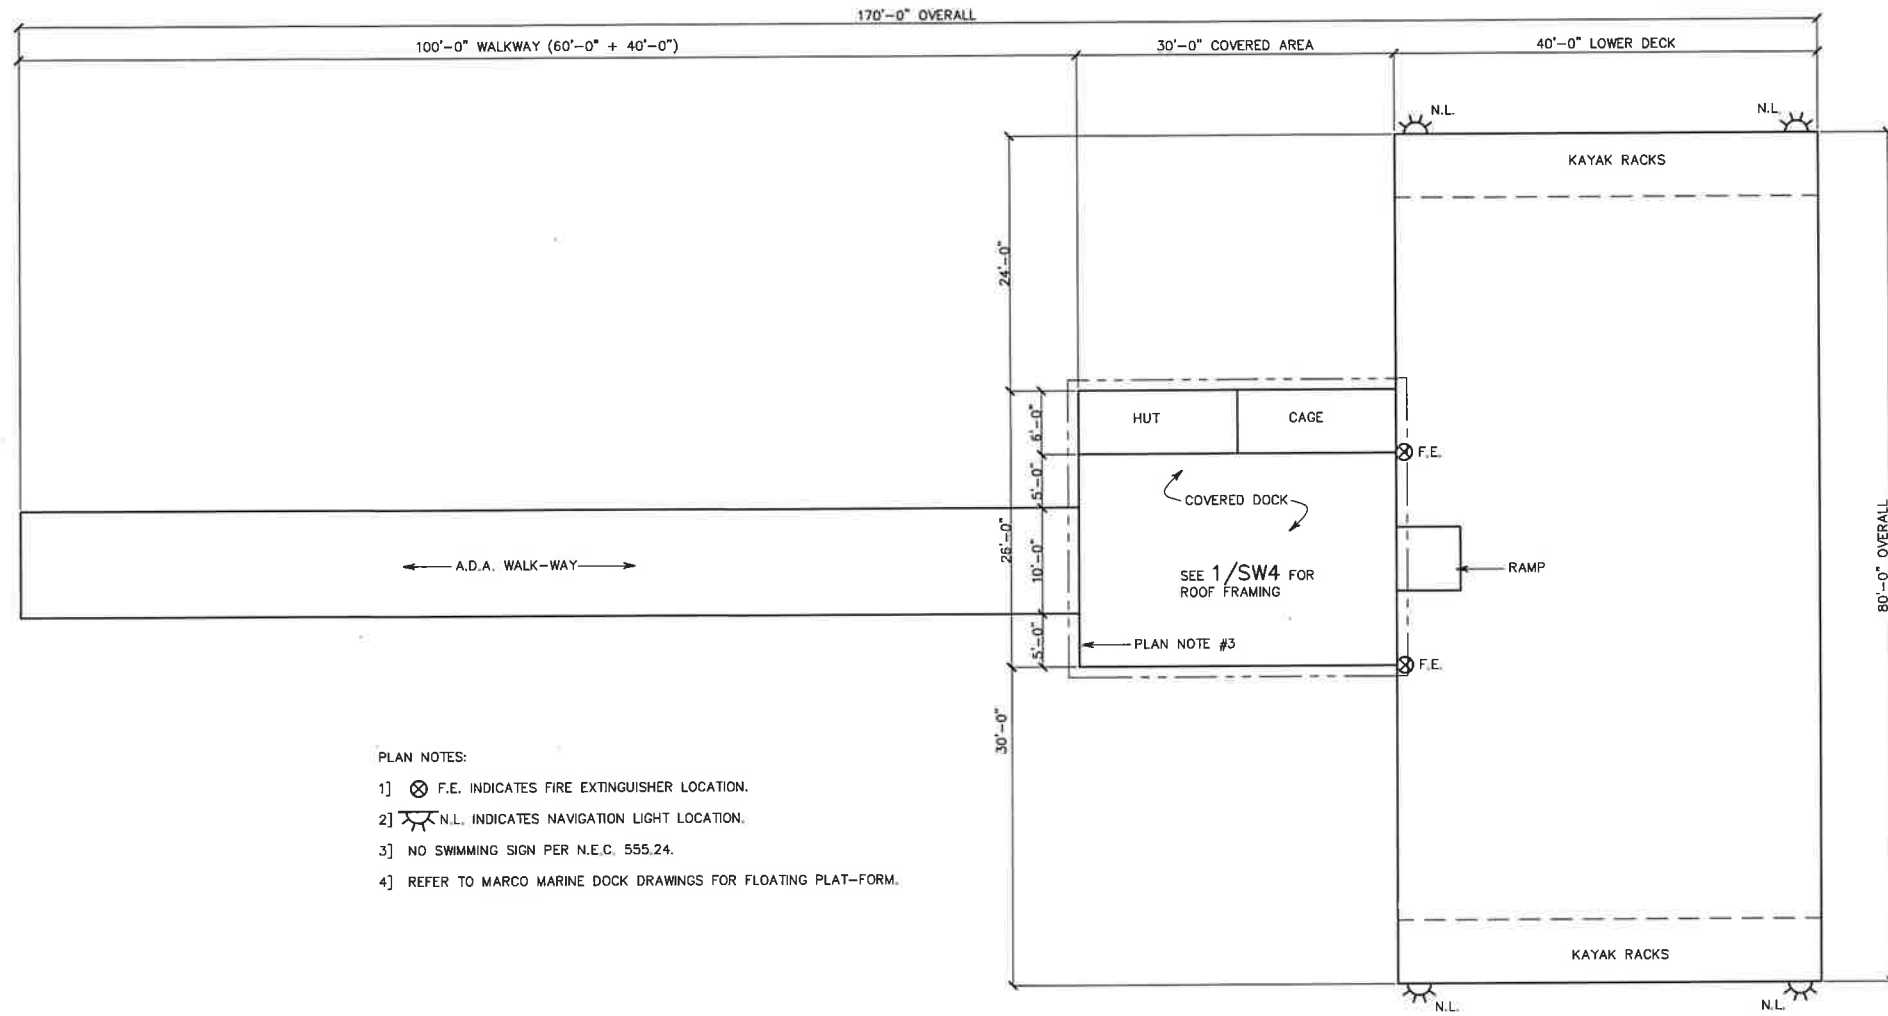 170'-0" OVERALL
100'-0" WALKWAY (60'-0" + 40'-0")
30'-0" COVERED AREA
40'-0" LOWER DECK
N.L.
N.L.
KAYAK RACKS
24'-0"
HUT
CAGE
6'-0"
F.E.
5'-0"
COVERED DOCK
26'-0"
10'-0"
A.D.A. WALK-WAY
SEE 1/SW4 FOR
ROOF FRAMING
RAMP
80'-0" OVERALL
5'-0"
PLAN NOTE #3
F.E.
30'-0"
PLAN NOTES:
1] F.E. INDICATES FIRE EXTINGUISHER LOCATION.
2] N.L. INDICATES NAVIGATION LIGHT LOCATION.
3] NO SWIMMING SIGN PER N.E.C. 555.24.
4] REFER TO MARCO MARINE DOCK DRAWINGS FOR FLOATING PLAT-FORM.
KAYAK RACKS
N.L.
N.L.